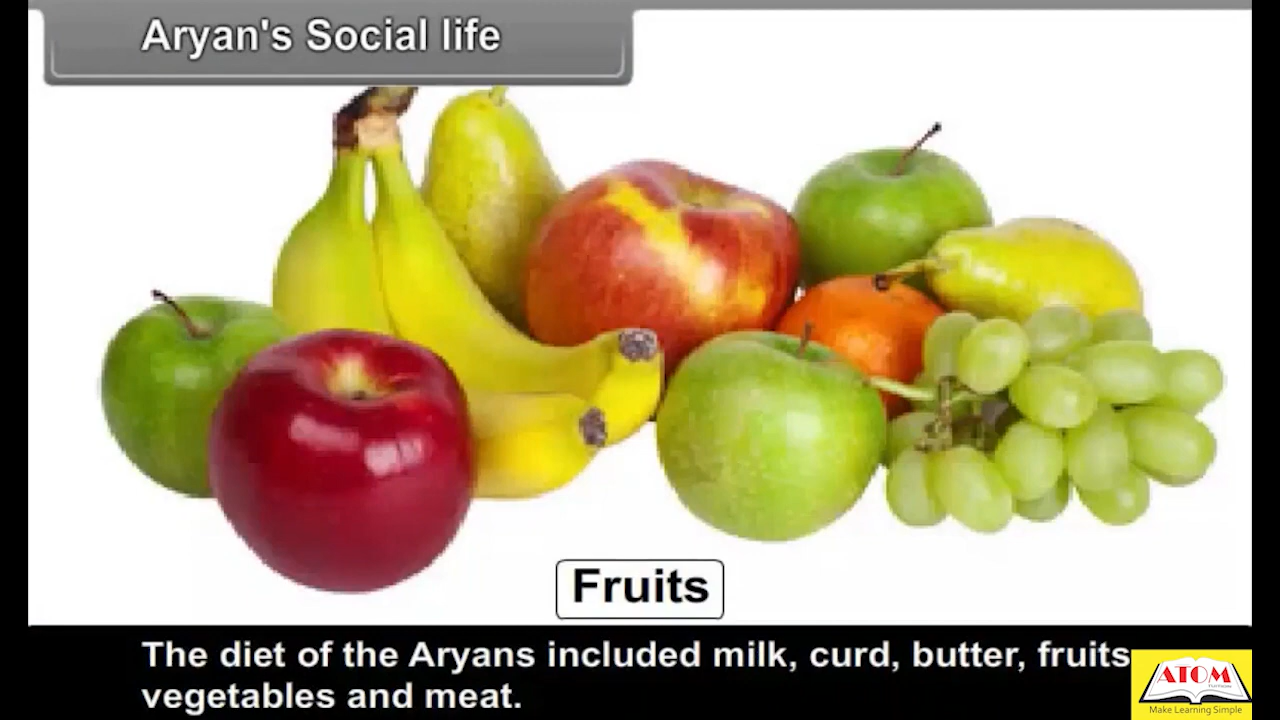 Aryan's Social life
Fruits
The diet of the Aryans included milk, curd, butter, fruits
vegetables and meat.
ATOM
Make Learning Simple